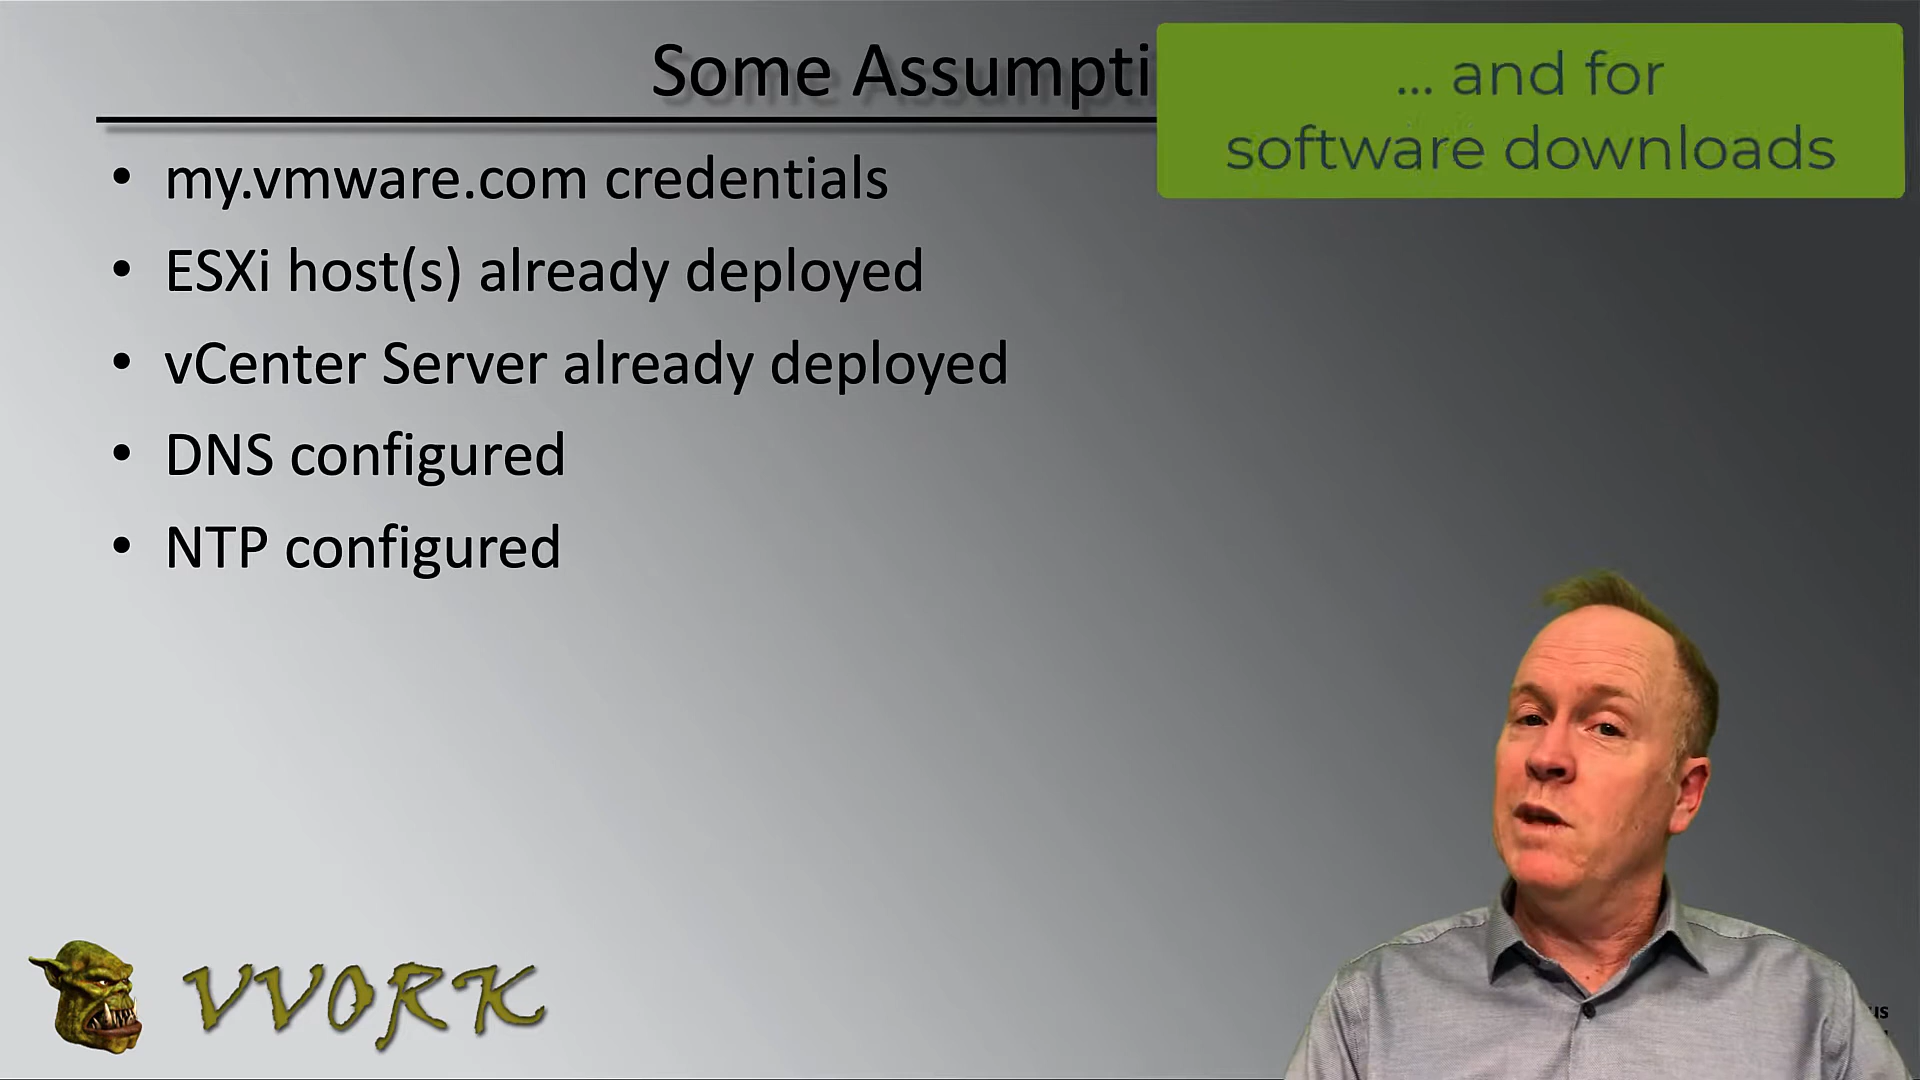 Some Assumpti
... and for
software downloads
• my.vmware.com credentials
• ESXi host(s) already deployed
• vCenter Server already deployed
• DNS configured
• NTP configured
VVORK
us